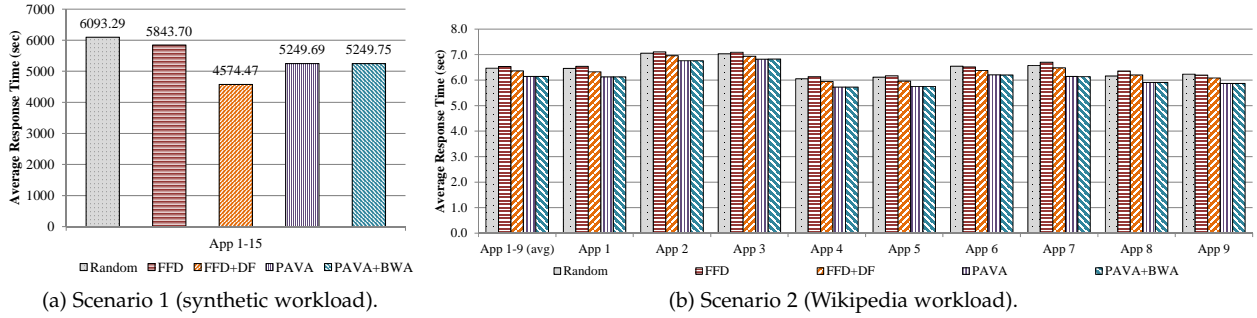 7000
6000
5000
4000
3000
2000
1000
0
Average Response Time (sec)
6093.29
5843.70
4574.47
5249.69
5249.75
App 1-15
Random FFD FFD+DF PAVA PAVA+BWA
(a) Scenario 1 (synthetic workload).
8.0
7.0
6.0
5.0
4.0
3.0
2.0
1.0
0.0
Average Response Time (sec)
App 1-9 (avg) App 1 App 2 App 3 App 4 App 5 App 6 App 7 App 8 App 9
Random FFD FFD+DF PAVA PAVA+BWA
(b) Scenario 2 (Wikipedia workload).